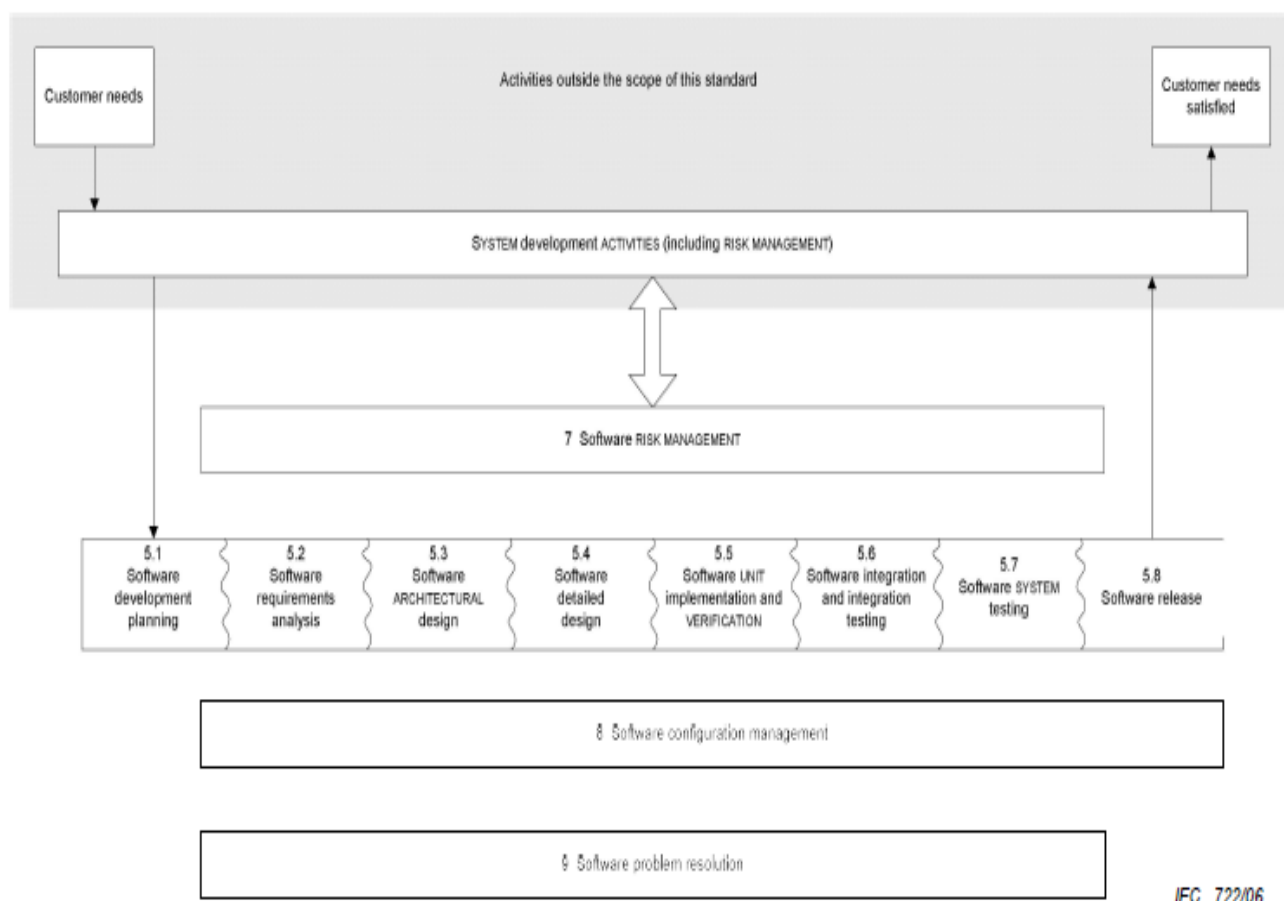 Customer needs
Activities outside the scope of this standard
Customer needs
satisfied
SYSTEM development ACTIVITIES (including RISK MANAGEMENT)
7 Software RISK MANAGEMENT
5.1
Software
development
planning
5.2
Software
requirements
analysis
5.3
Software
ARCHITECTURAL
design
5.4
Software
detailed
design
5.5
Software UNIT
implementation and
VERIFICATION
5.6
Software integration
and integration
testing
5.7
Software SYSTEM
testing
5.8
Software release
8 Software configuration management
9 Software problem resolution
IEC 722/06